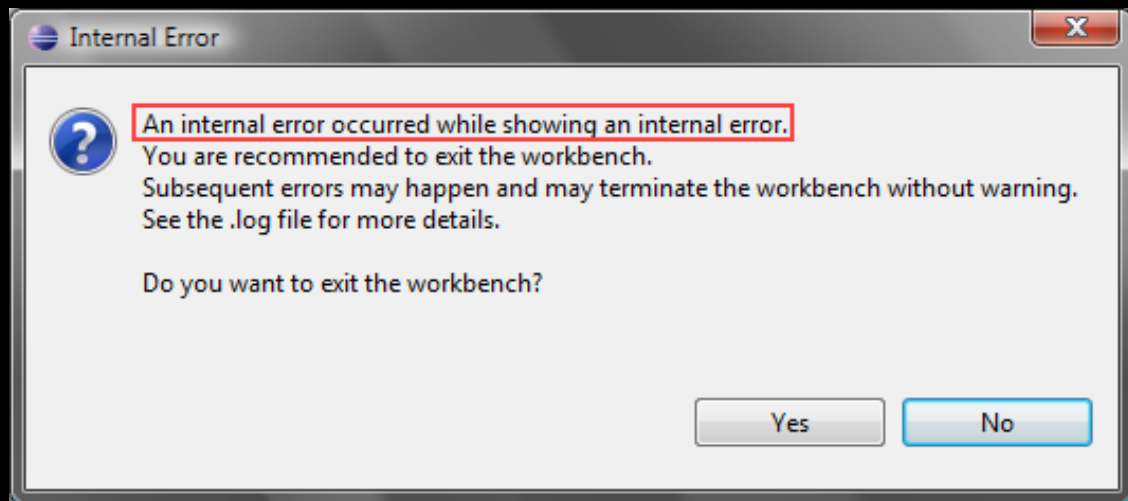 Internal Error
An internal error occurred while showing an internal error.
You are recommended to exit the workbench.
Subsequent errors may happen and may terminate the workbench without warning.
See the .log file for more details.
Do you want to exit the workbench?
Yes No